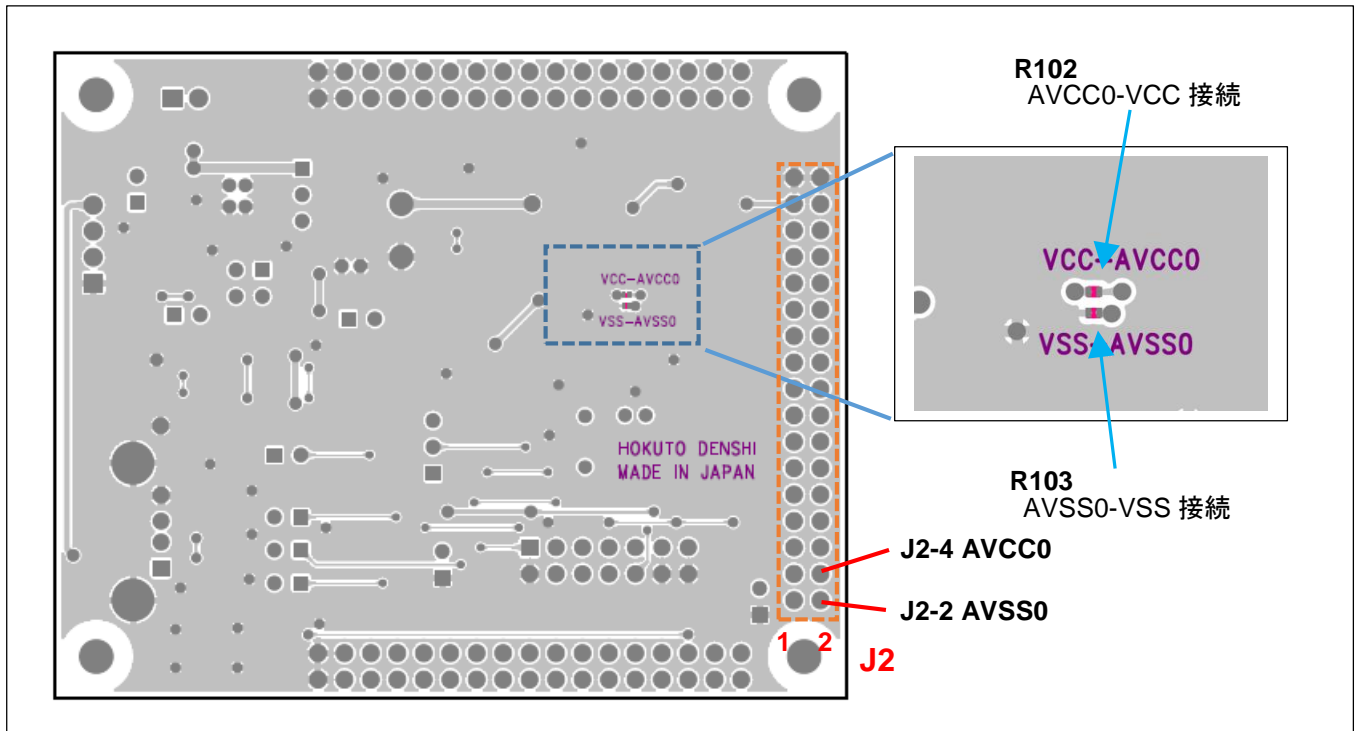 R102
AVCC0-VCC 接続
VCC-AVCC0
VSS-AVSS0
VCC-AVCC0
VSS-AVSS0
HOKUTO DENSHI
MADE IN JAPAN
R103
AVSS0-VSS 接続
J2-4 AVCC0
J2-2 AVSS0
1 2
J2